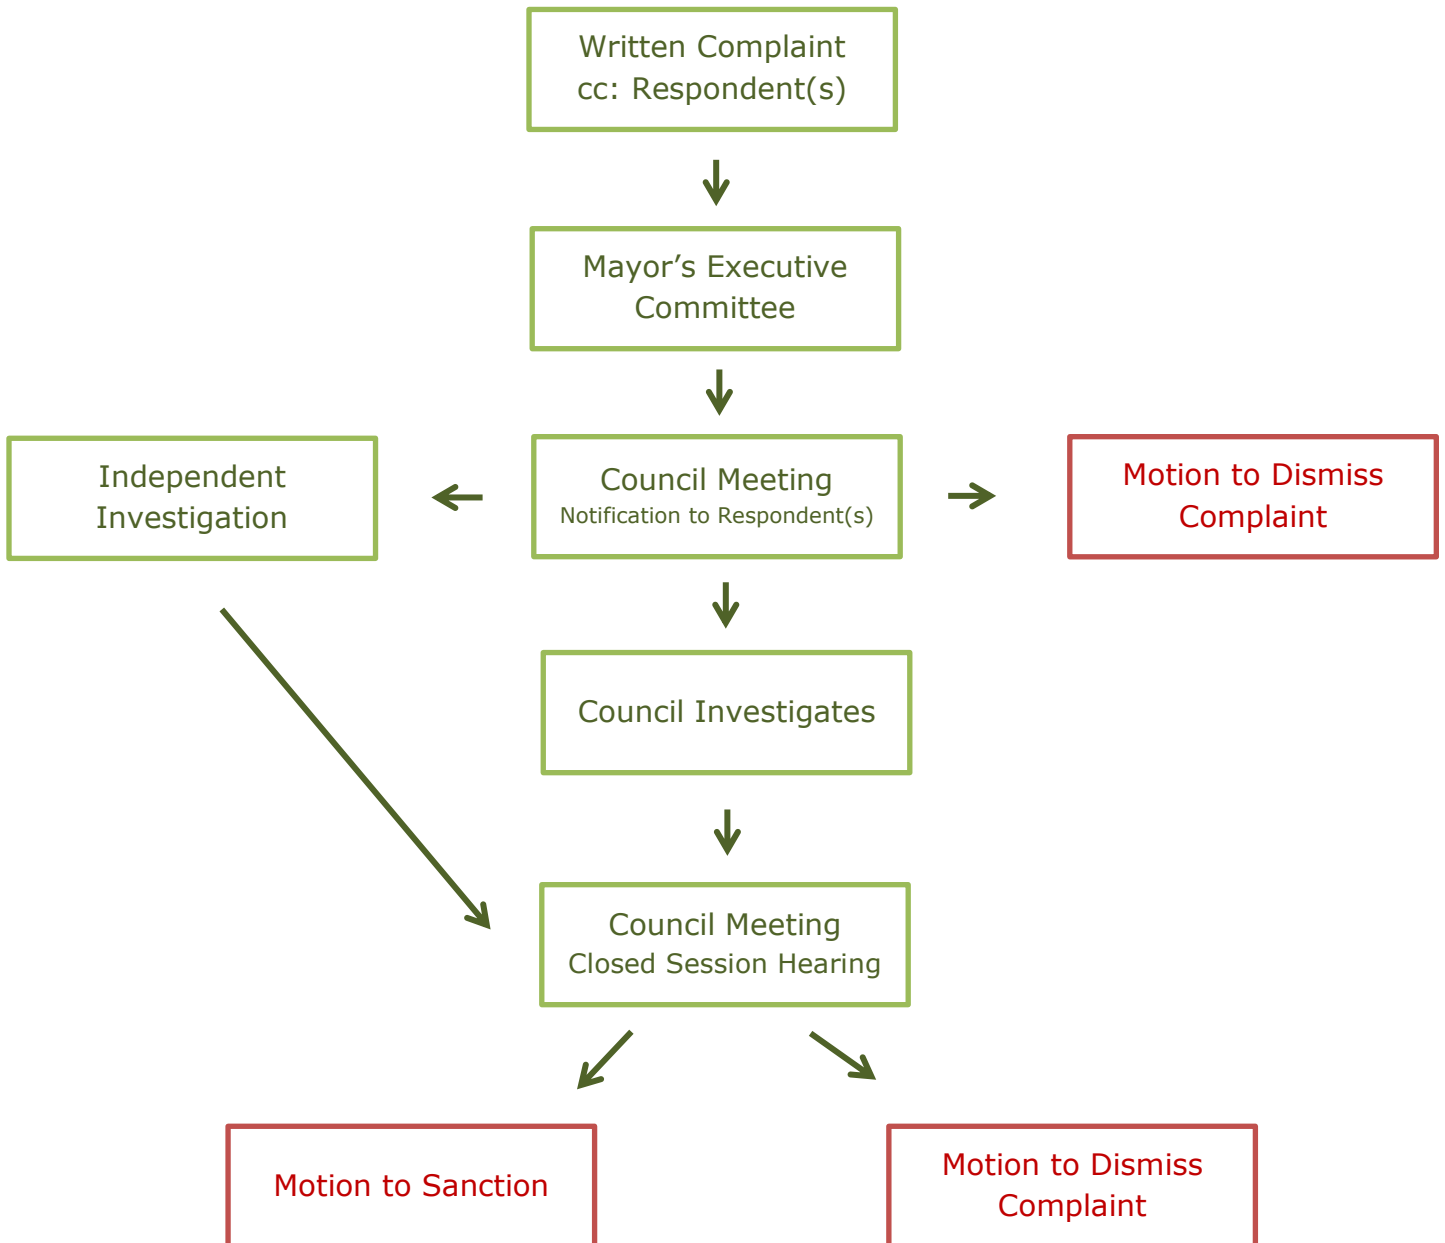 Written Complaint
cc: Respondent(s)
Mayor’s Executive
Committee
Independent
Investigation
Council Meeting
Notification to Respondent(s)
Motion to Dismiss
Complaint
Council Investigates
Council Meeting
Closed Session Hearing
Motion to Sanction
Motion to Dismiss
Complaint